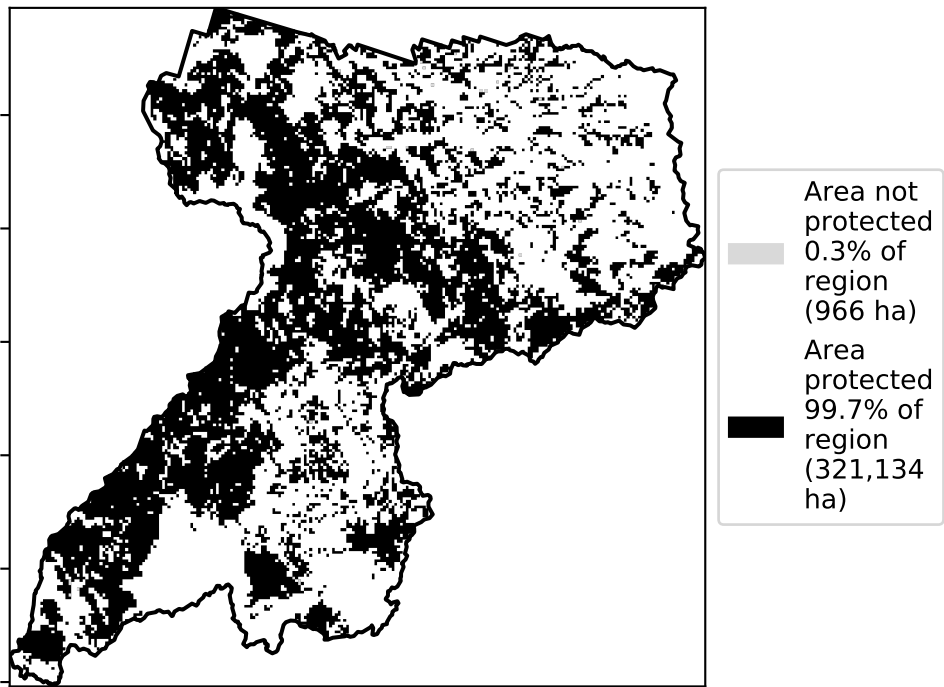 Area not
protected
0.3% of
region
(966 ha)
Area
protected
99.7% of
region
(321,134
ha)